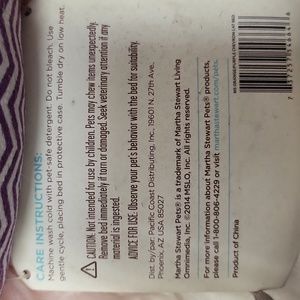 CARE INSTRUCTIONS:
Machine wash cold with pet-safe detergent. Do not bleach. Use
gentle cycle, placing bed in protective case. Tumble dry on low heat.
CAUTION: Not intended for use by children. Pets may chew items unexpectedly.
Remove bed immediately if torn or damaged. Seek veterinary attention if any
material is ingested.
ADVICE FOR USE: Observe your pet's behavior with the bed for suitability.
Dist. by/par: Pacific Coast Distributing, Inc. 19601 N. 27th Ave.
Phoenix, AZ USA 85027
Martha Stewart Pets® is a trademark of Martha Stewart Living
Omnimedia, Inc. ©2014 MSLO, Inc. All rights reserved.
For more information about Martha Stewart Pets® products,
please call 1-800-806-4229 or visit
marthastewart.com/pets.
Product of China